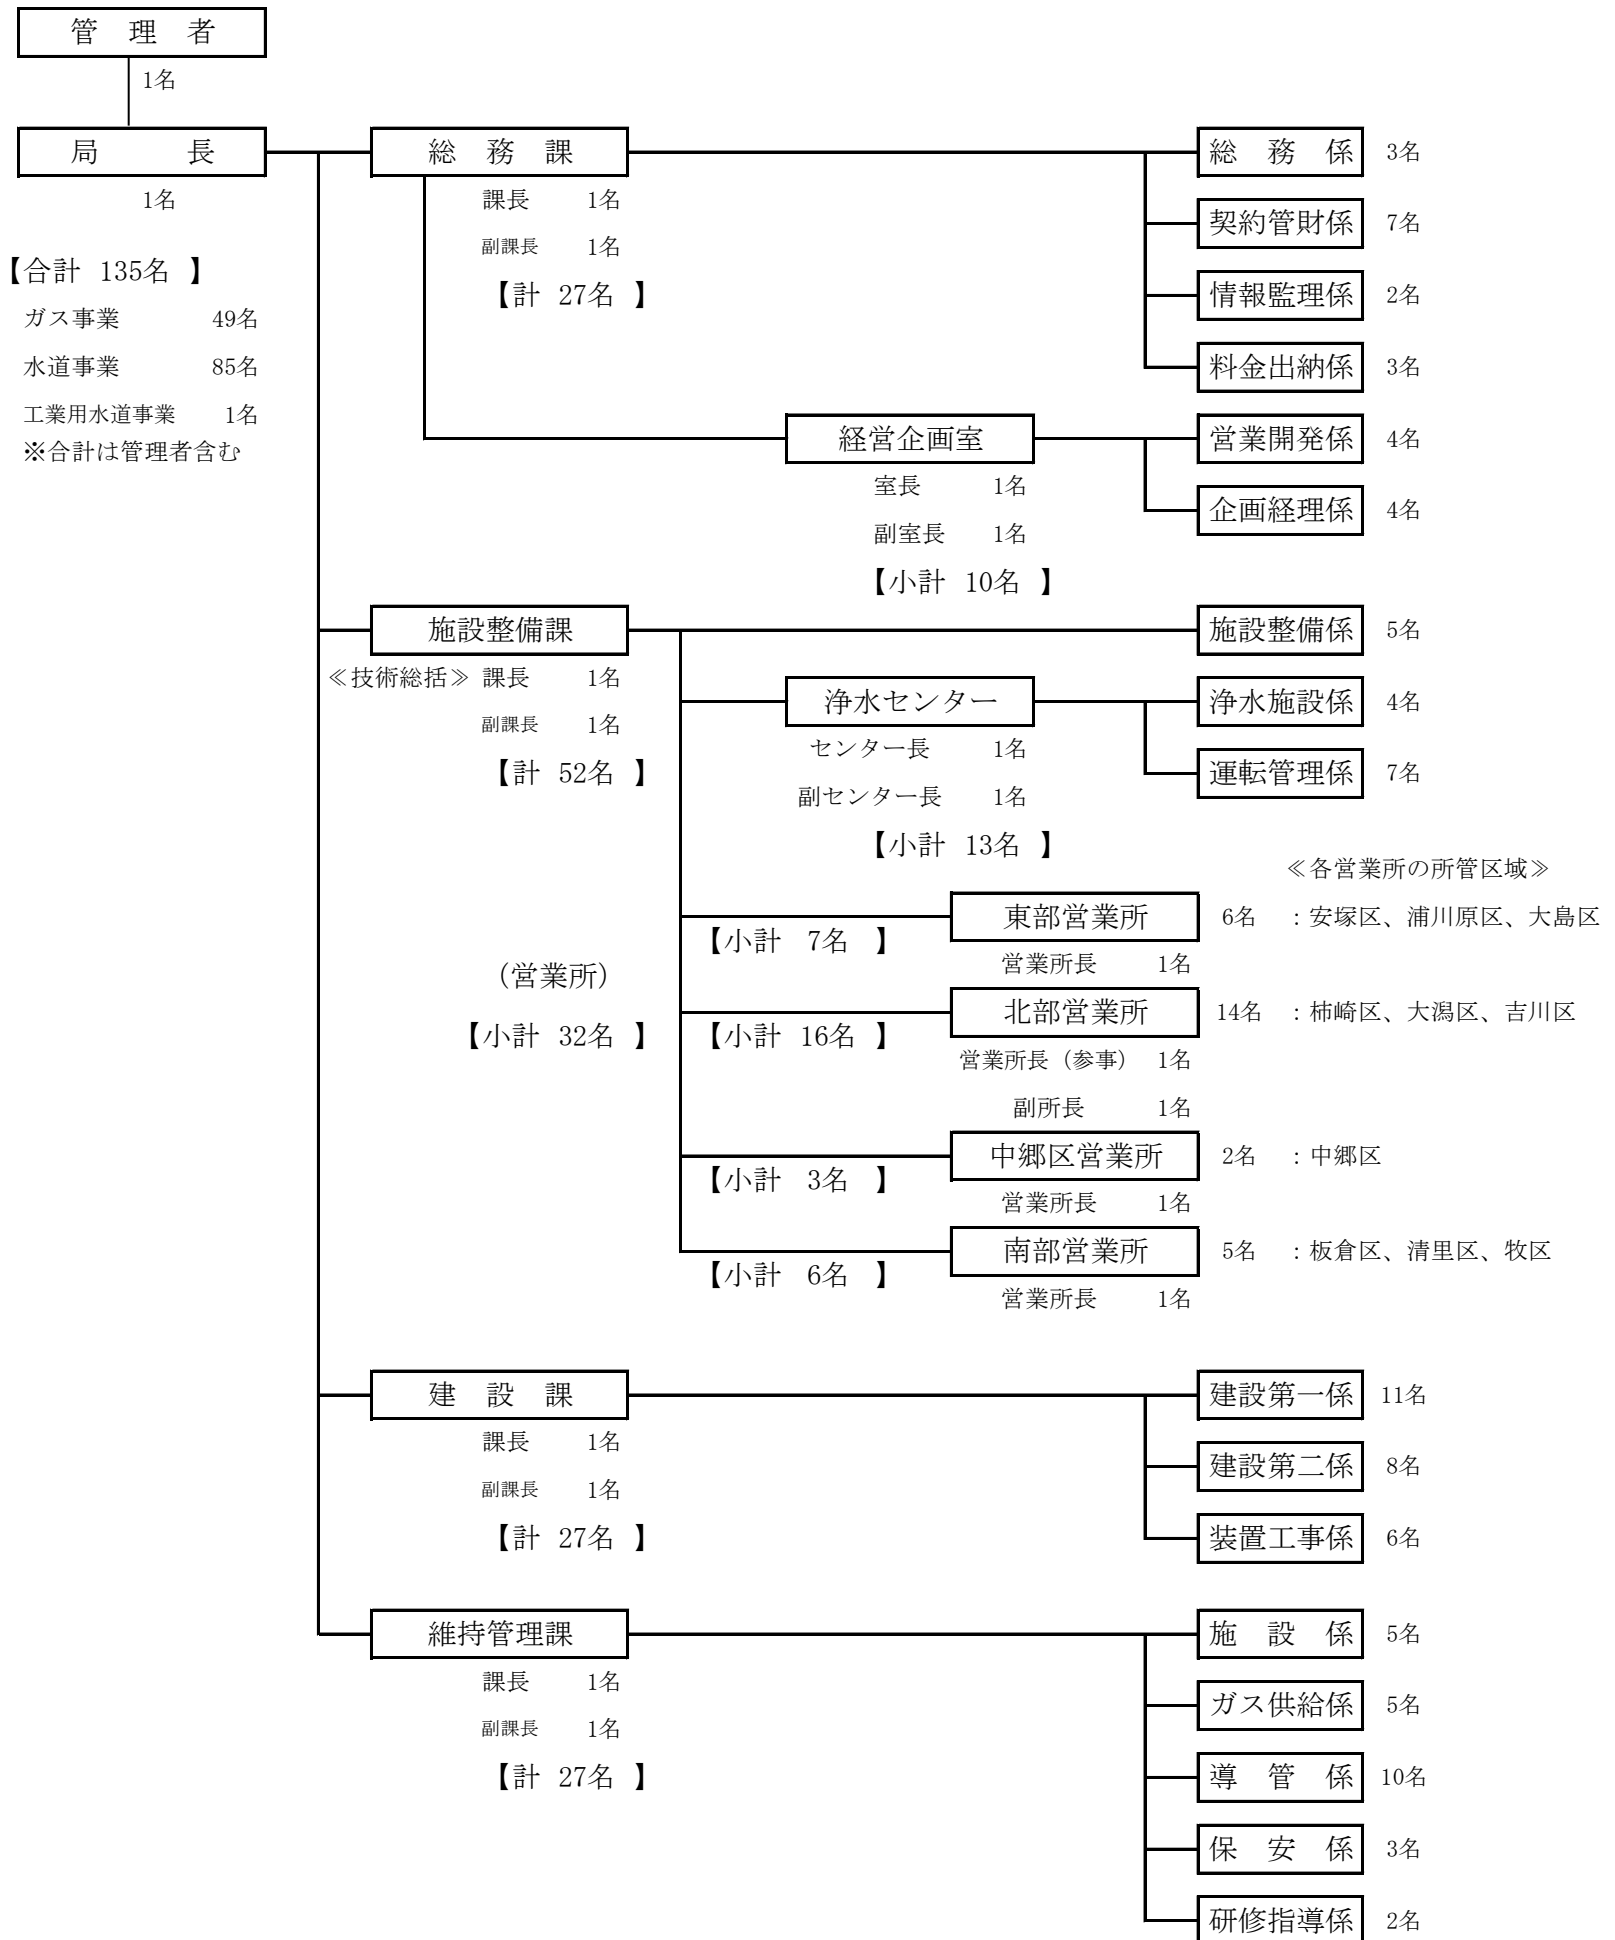 管　理　者
1名
局　　　長
1名
【合計 135名 】
ガス事業 49名
水道事業 85名
工業用水道事業 1名
※合計は管理者含む
総　務　課
課長 1名
副課長 1名
【計 27名 】
総　務　係 3名
契約管財係 7名
情報監理係 2名
料金出納係 3名
経営企画室
室長 1名
副室長 1名
【小計 10名 】
営業開発係 4名
企画経理係 4名
施設整備課
≪技術総括≫ 課長 1名
副課長 1名
【計 52名 】
施設整備係 5名
浄水センター
センター長 1名
副センター長 1名
【小計 13名 】
浄水施設係 4名
運転管理係 7名
（営業所）
【小計 32名 】
≪各営業所の所管区域≫
【小計 7名 】
東部営業所 6名 ：安塚区、浦川原区、大島区
営業所長 1名
【小計 16名 】
北部営業所 14名 ：柿崎区、大潟区、吉川区
営業所長（参事） 1名
副所長 1名
【小計 3名 】
中郷区営業所 2名 ：中郷区
営業所長 1名
【小計 6名 】
南部営業所 5名 ：板倉区、清里区、牧区
営業所長 1名
建　設　課
課長 1名
副課長 1名
【計 27名 】
建設第一係 11名
建設第二係 8名
装置工事係 6名
維持管理課
課長 1名
副課長 1名
【計 27名 】
施　設　係 5名
ガス供給係 5名
導　管　係 10名
保　安　係 3名
研修指導係 2名